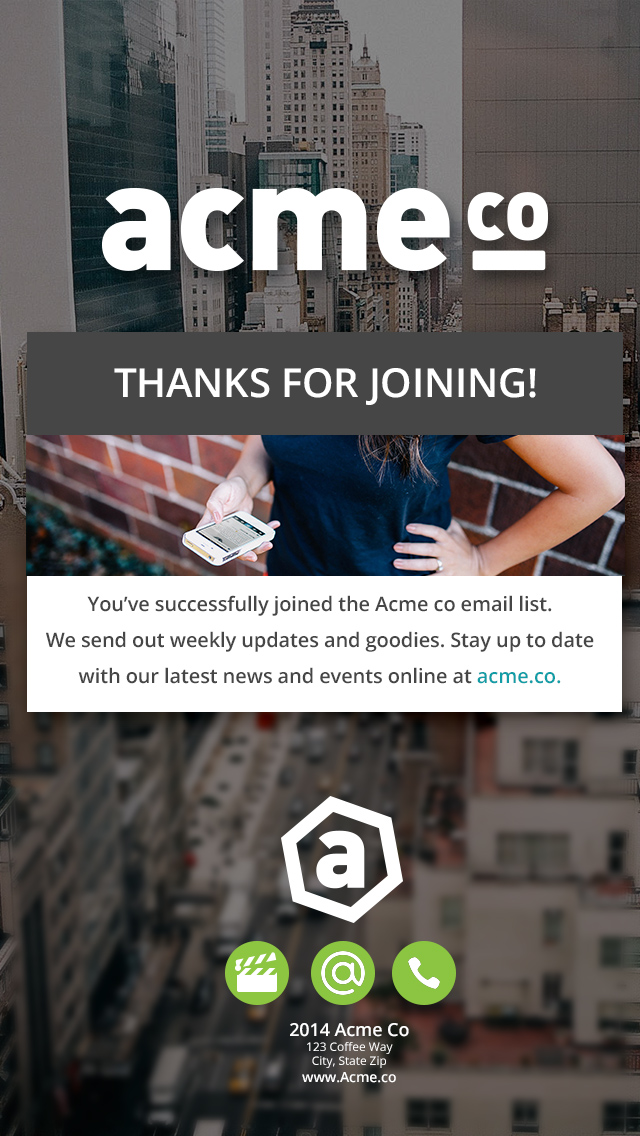 acme co
THANKS FOR JOINING!
You’ve successfully joined the Acme co email list.
We send out weekly updates and goodies. Stay up to date
with our latest news and events online at acme.co.
a
@
2014 Acme Co
123 Coffee Way
City, State Zip
www.Acme.co